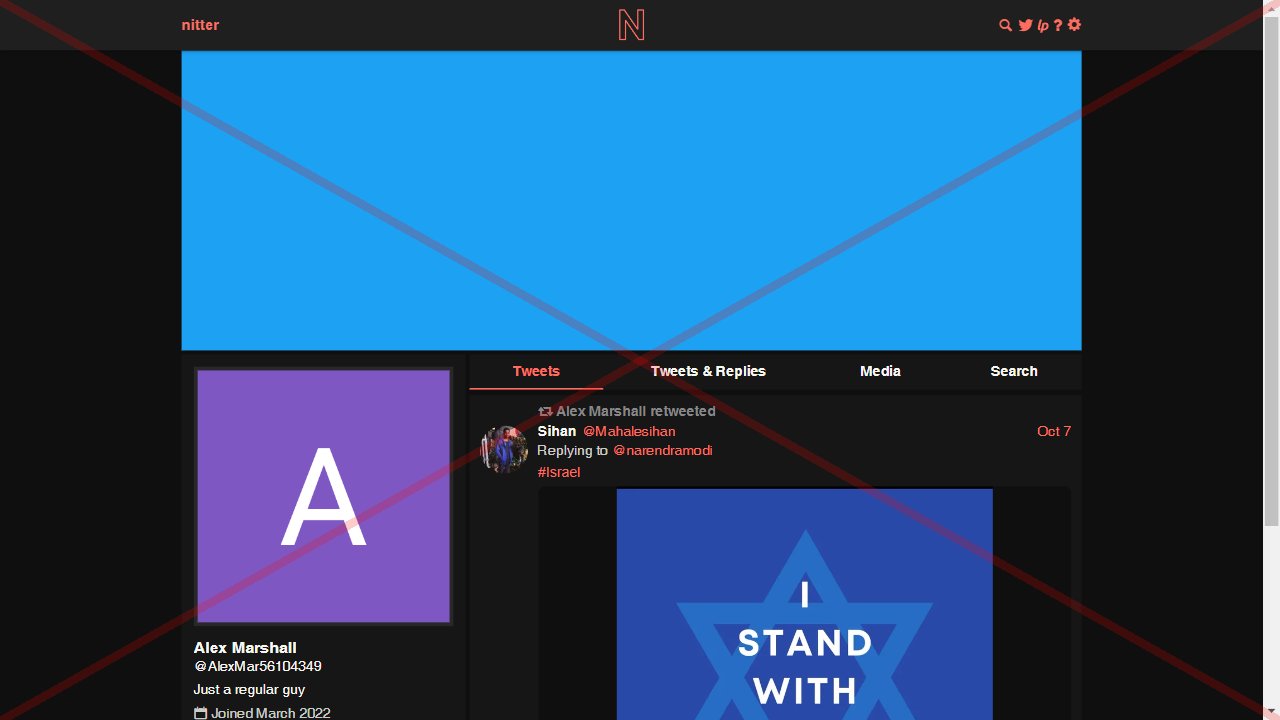 nitter
N
lp ?
A
Alex Marshall
@AlexMar56104349
Just a regular guy
Joined March 2022
Tweets Tweets & Replies Media Search
Alex Marshall retweeted
Sihan @Mahalesihan Oct 7
Replying to @narendramodi
#Israel
I
STAND
WITH